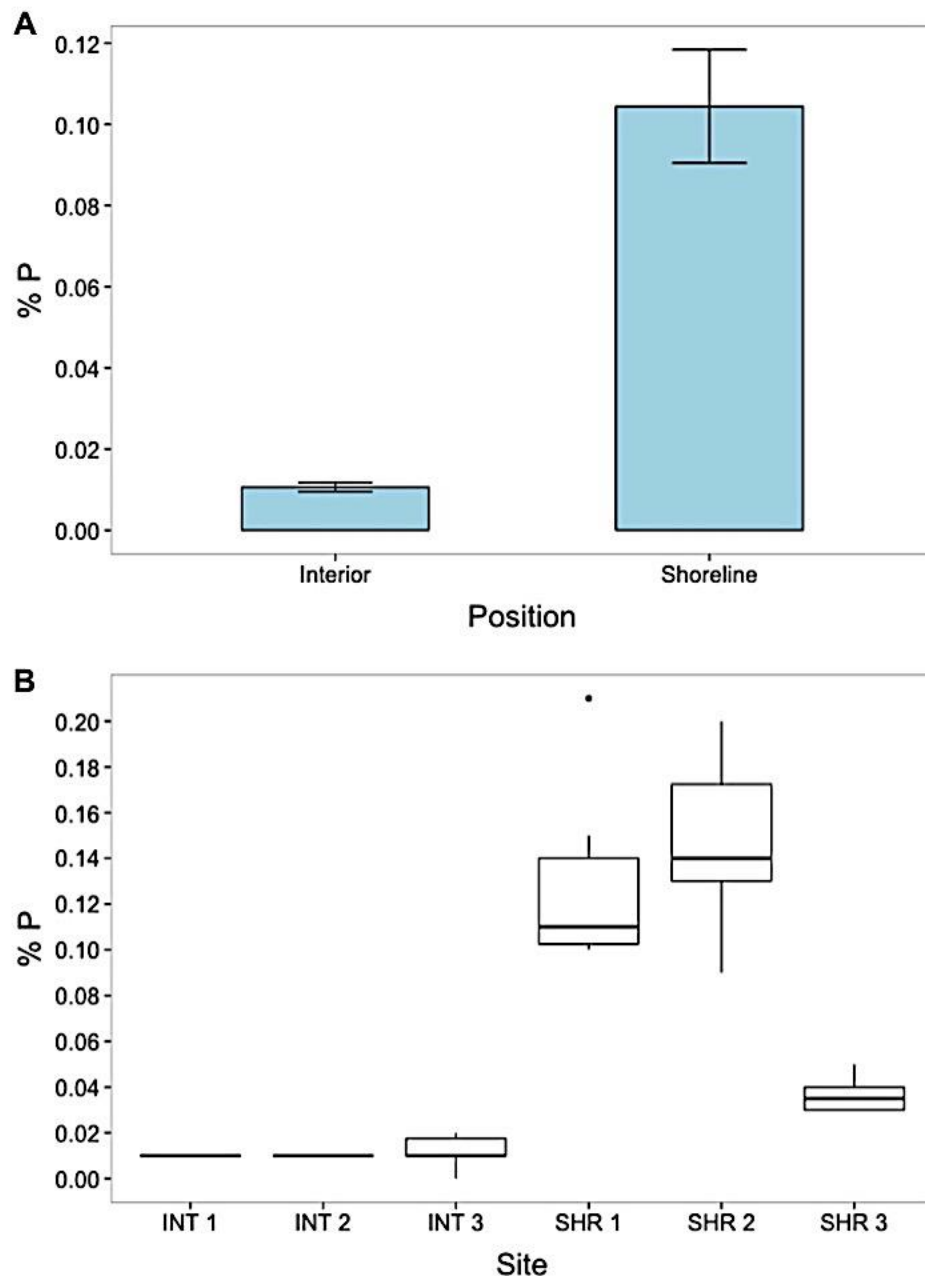 A
0.12
0.10
0.08
0.06
0.04
0.02
0.00
% P
Interior Shoreline
Position
B
0.20
0.18
0.16
0.14
0.12
0.10
0.08
0.06
0.04
0.02
0.00
% P
INT 1 INT 2 INT 3 SHR 1 SHR 2 SHR 3
Site